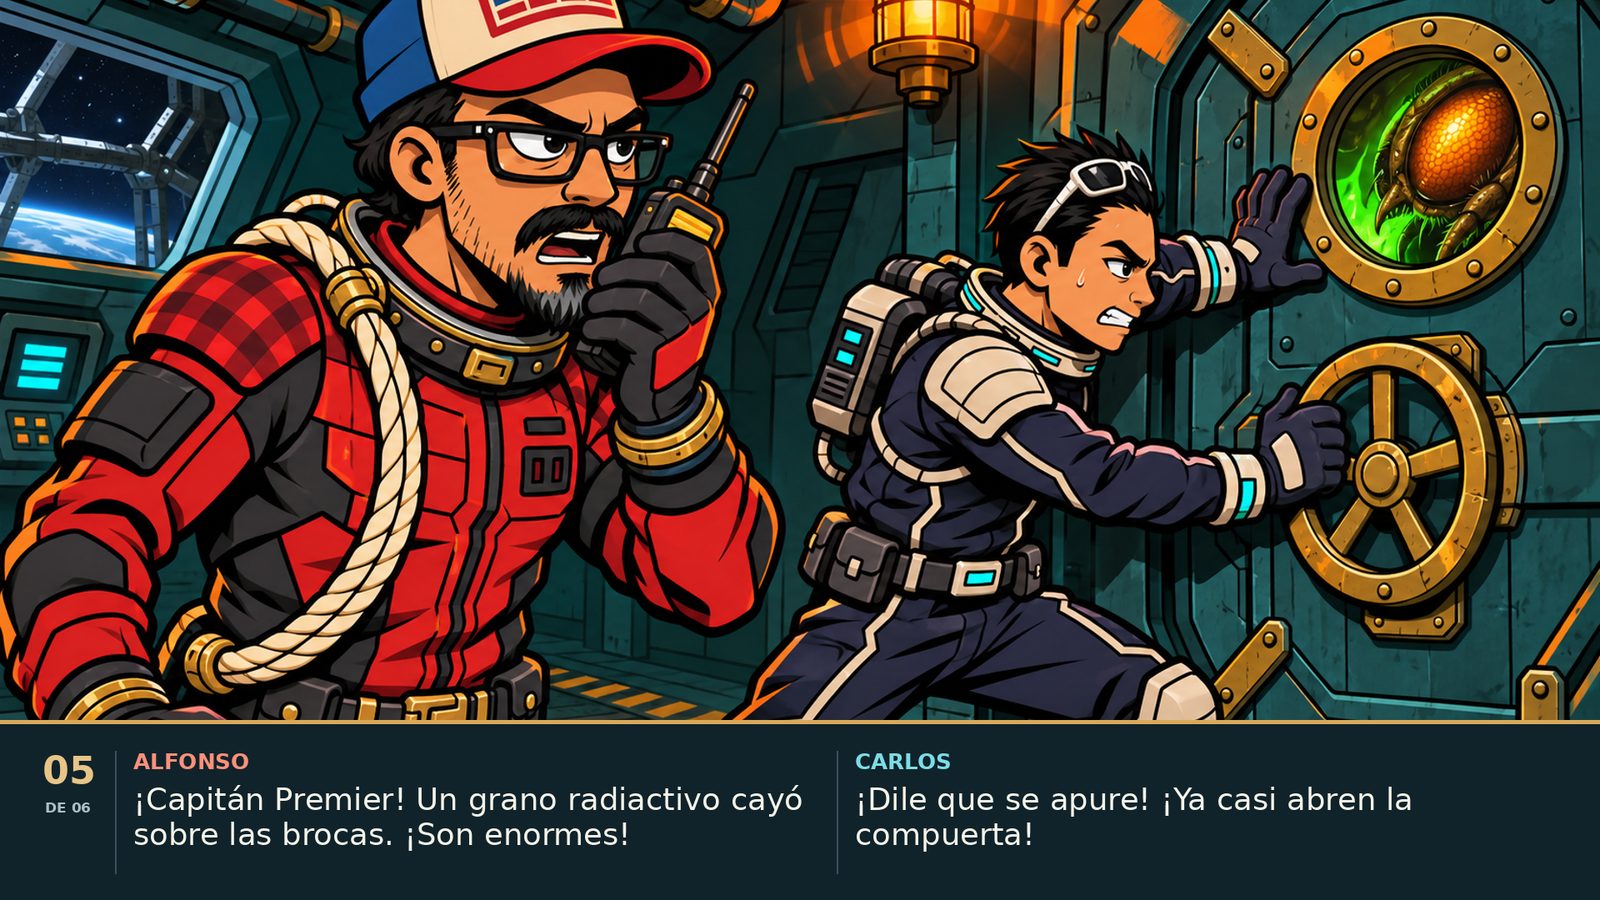 05
DE 06
ALFONSO
¡Capitán Premier! Un grano radiactivo cayó
sobre las brocas. ¡Son enormes!
CARLOS
¡Dile que se apure! ¡Ya casi abren la
compuerta!